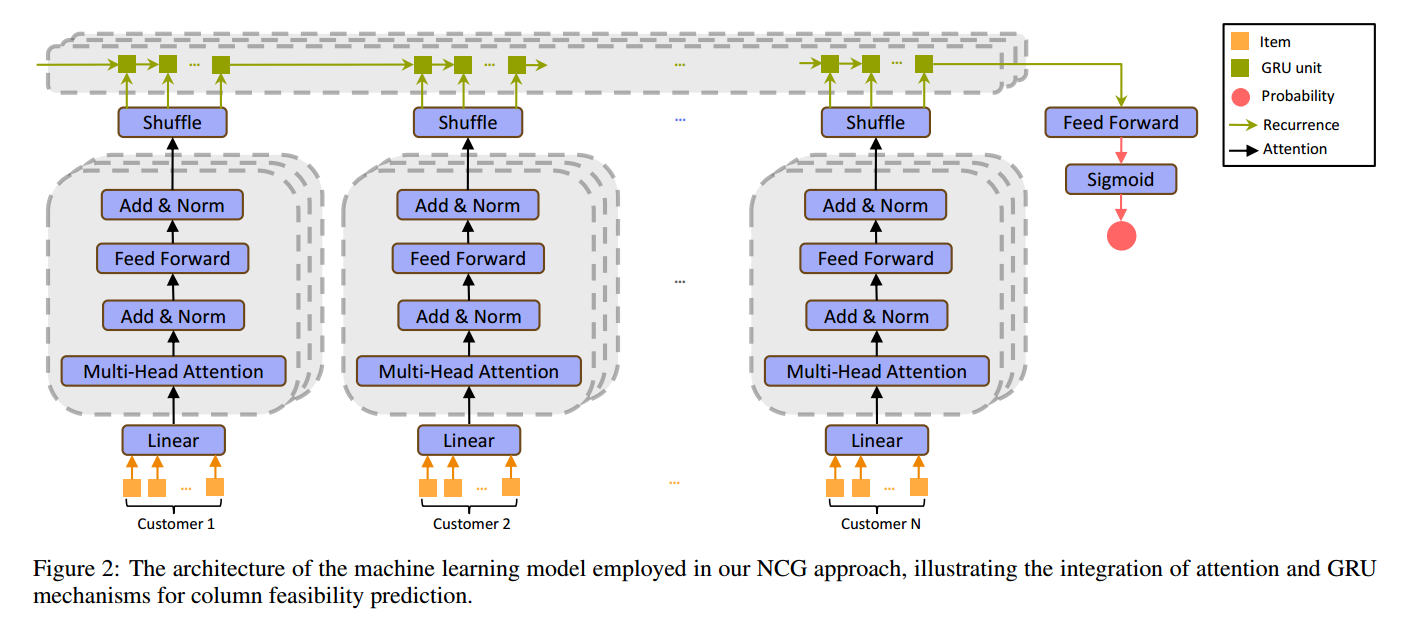 Shuffle
Shuffle
...
Shuffle
Feed Forward
Sigmoid
Item
GRU unit
Probability
Recurrence
Attention
... ... ... ...
Add & Norm
Feed Forward
Add & Norm
Multi-Head Attention
Linear
...
Customer 1
Add & Norm
Feed Forward
Add & Norm
Multi-Head Attention
Linear
...
Customer 2
...
...
Add & Norm
Feed Forward
Add & Norm
Multi-Head Attention
Linear
...
Customer N
Figure 2: The architecture of the machine learning model employed in our NCG approach, illustrating the integration of attention and GRU
mechanisms for column feasibility prediction.